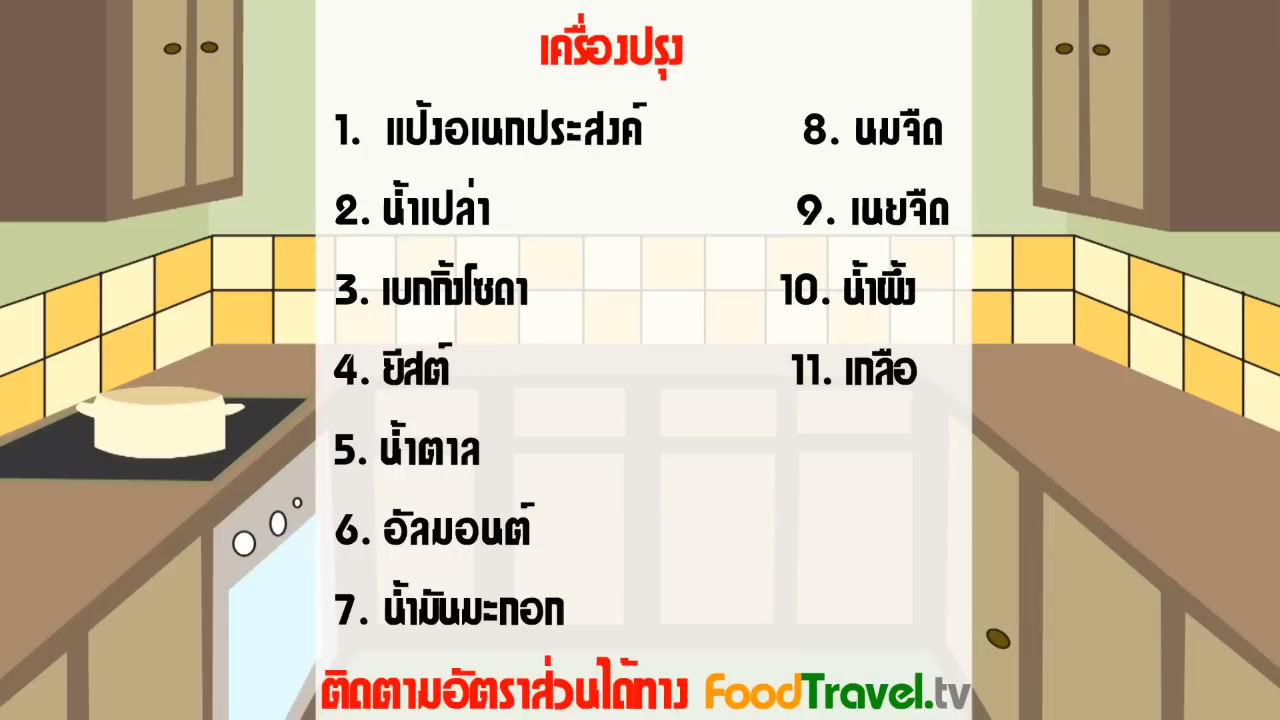 เครื่องปรุง
1. แป้งอเนกประสงค์
2. น้ำเปล่า
3. เบกกิ้งโซดา
4. ยีสต์
5. น้ำตาล
6. อัลมอนต์
7. น้ำมันมะกอก
8. นมจืด
9. เนยจืด
10. น้ำผึ้ง
11. เกลือ
ติดตามอัตราส่วนได้ทาง FoodTravel.tv